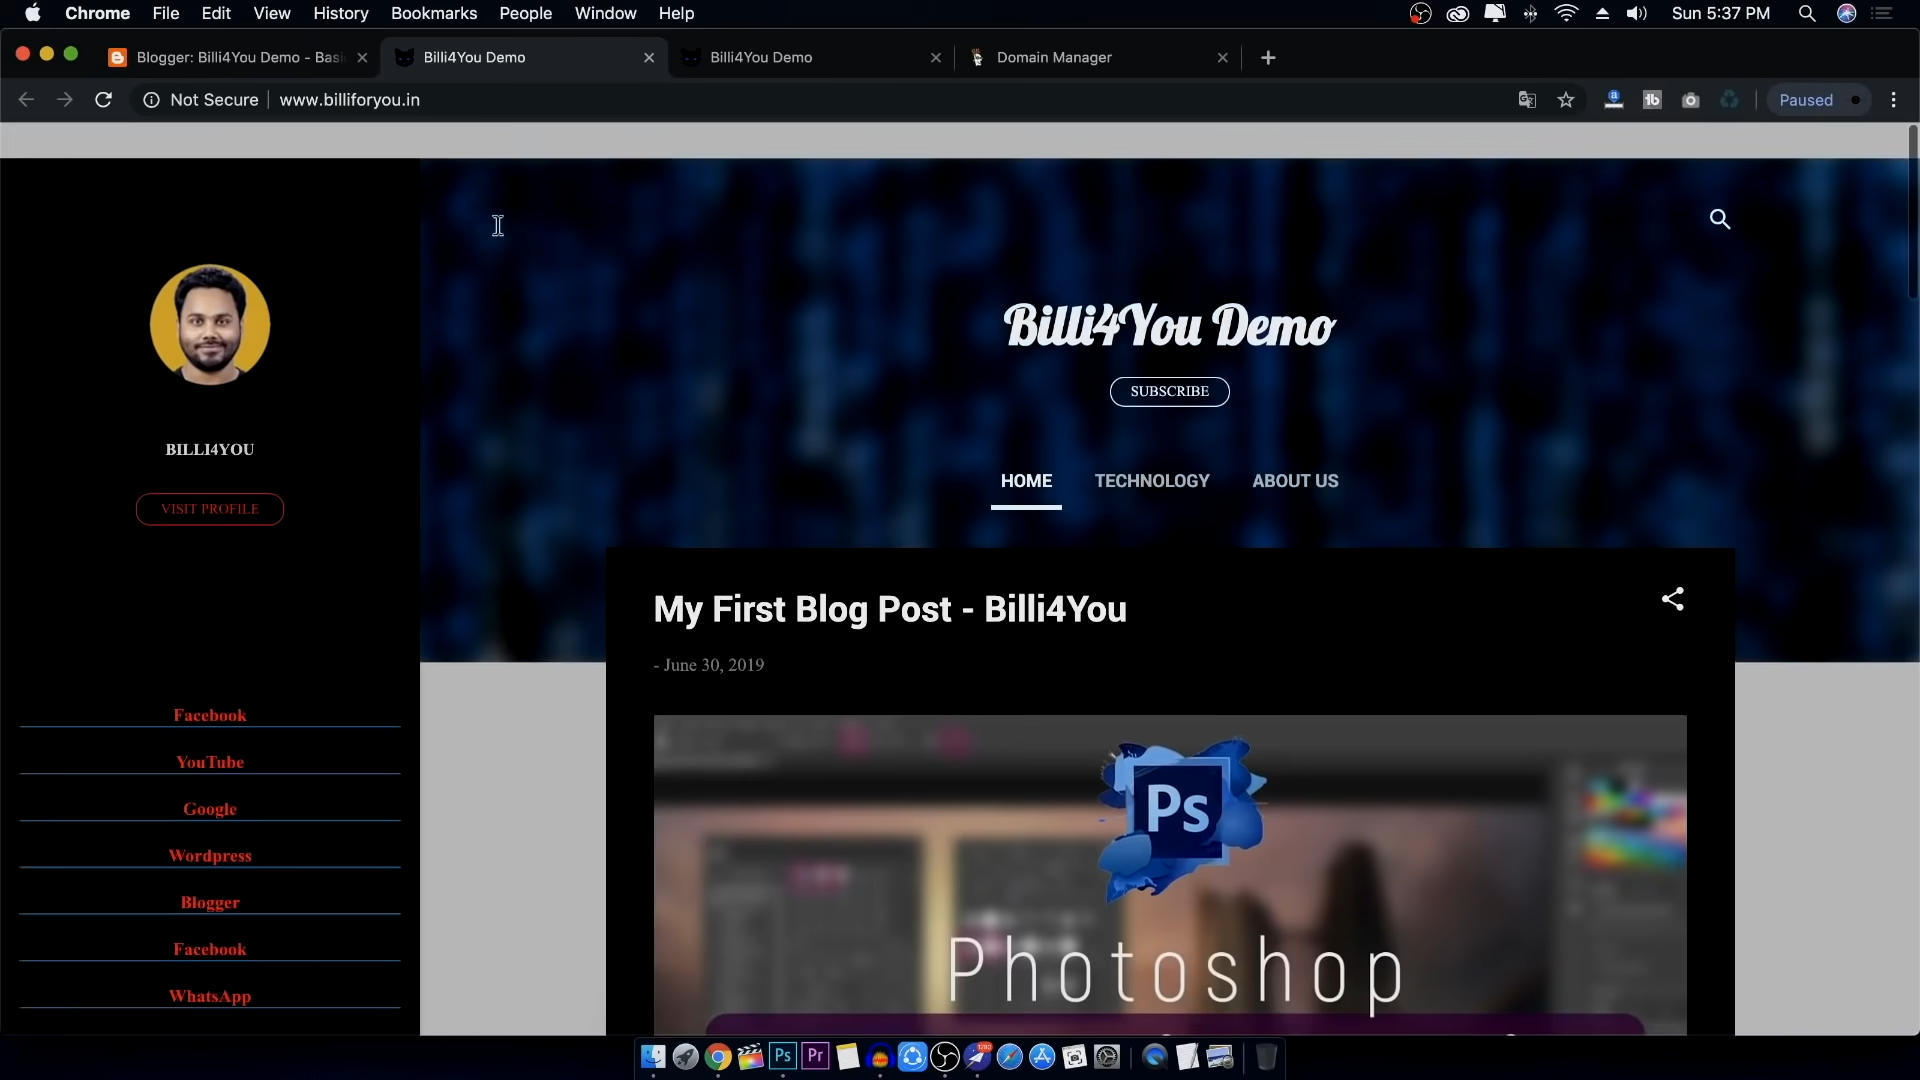 Chrome File Edit View History Bookmarks People Window Help Sun 5:37 PM
Blogger: Billi4You Demo - Basi Billi4You Demo Billi4You Demo Domain Manager
Not Secure www.billiforyou.in Paused
BILLI4YOU
VISIT PROFILE
Facebook
YouTube
Google
Wordpress
Blogger
Facebook
WhatsApp
Billi4You Demo
SUBSCRIBE
HOME TECHNOLOGY ABOUT US
My First Blog Post - Billi4You
- June 30, 2019
Ps
Photoshop
Ps Pr